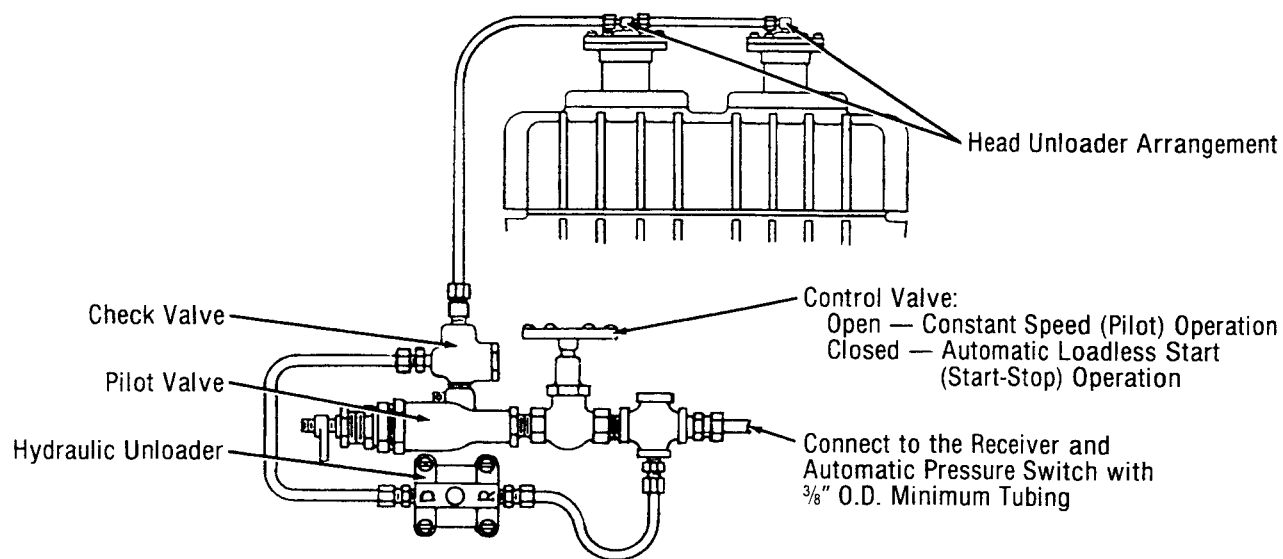 Head Unloader Arrangement
Check Valve
Control Valve:
Open — Constant Speed (Pilot) Operation
Closed — Automatic Loadless Start
(Start-Stop) Operation
Pilot Valve
Hydraulic Unloader
D R
Connect to the Receiver and
Automatic Pressure Switch with
⅜" O.D. Minimum Tubing